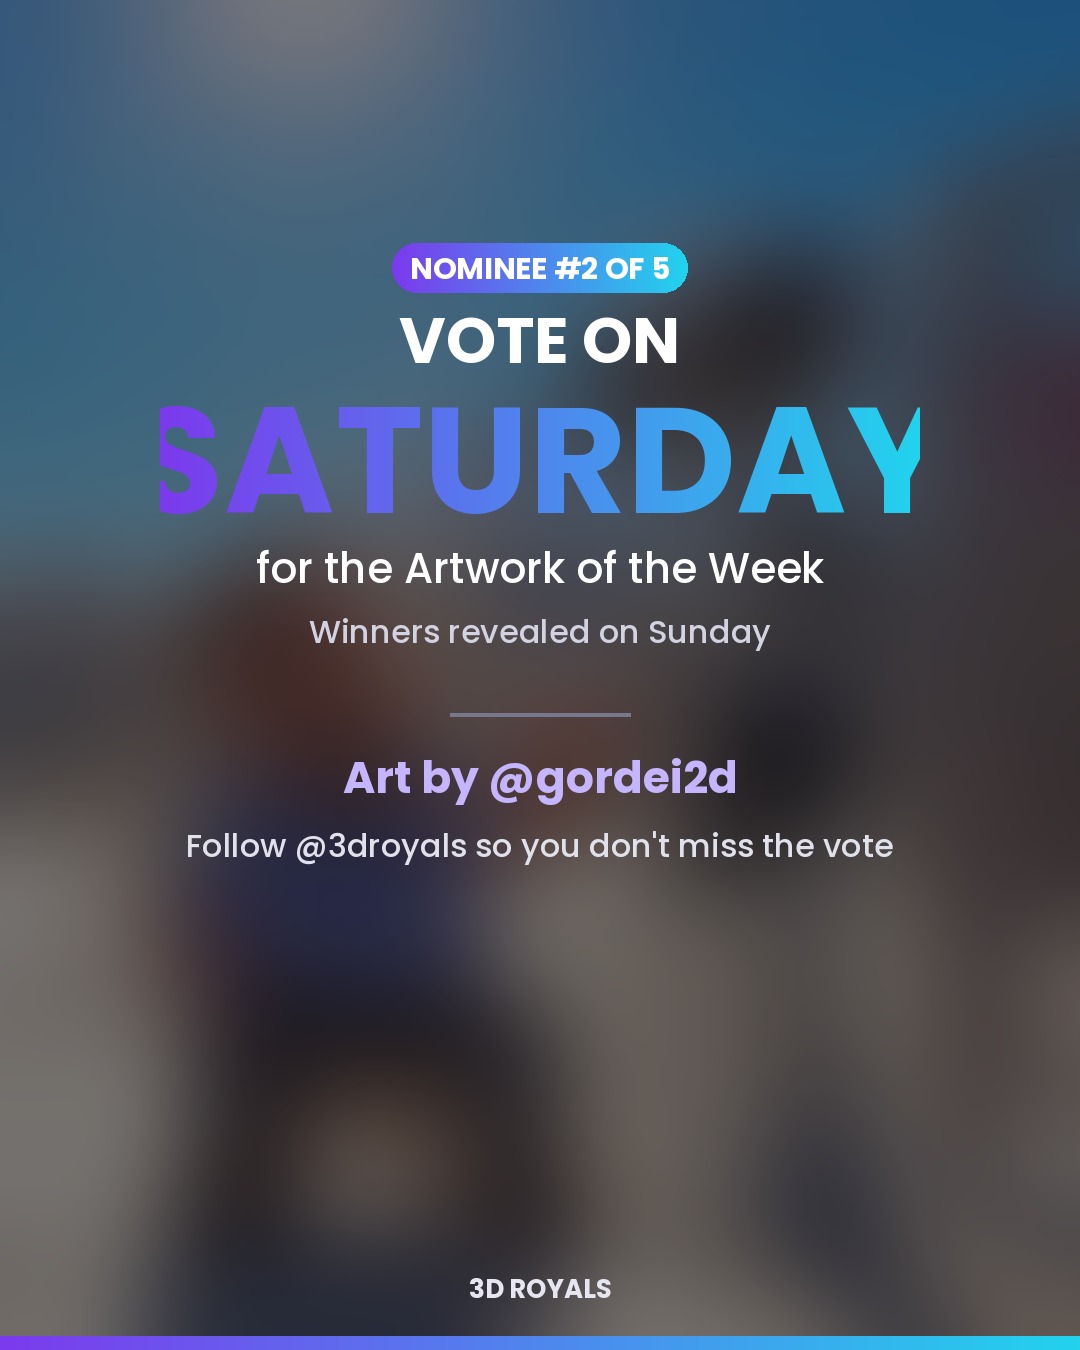 NOMINEE #2 OF 5
VOTE ON
SATURDAY
for the Artwork of the Week
Winners revealed on Sunday
Art by @gordei2d
Follow @3droyals so you don't miss the vote
3D ROYALS